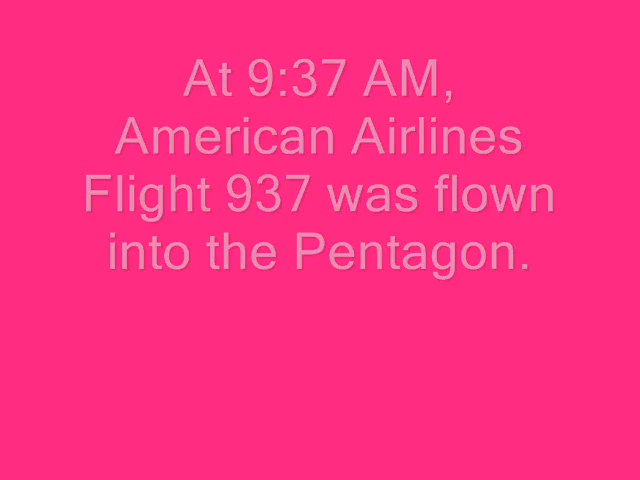 At 9:37 AM,
American Airlines
Flight 937 was flown
into the Pentagon.